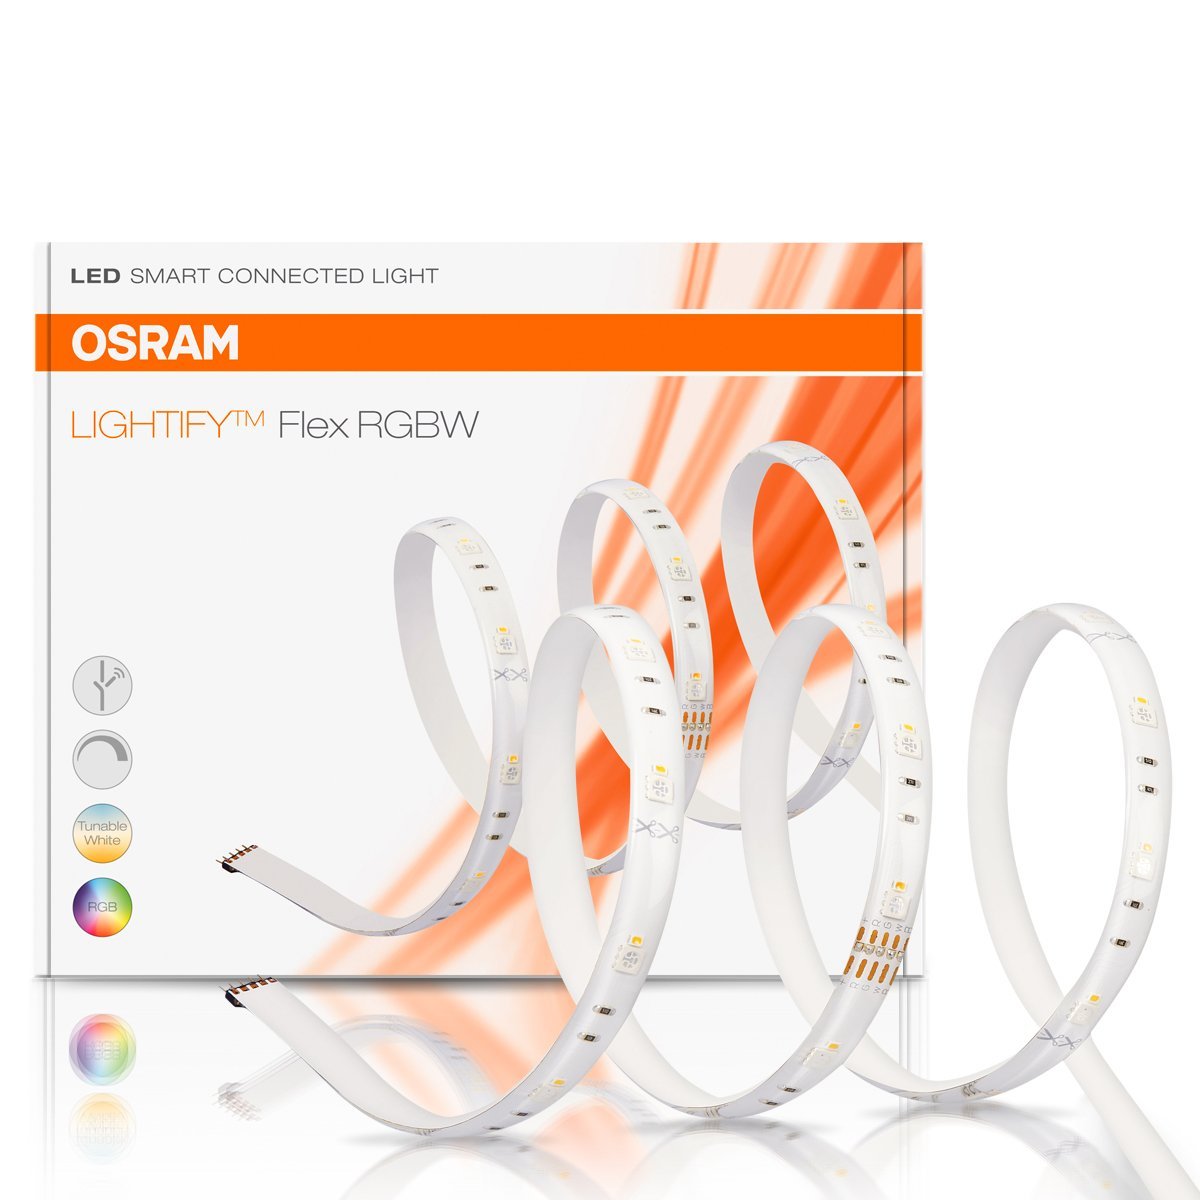 LED SMART CONNECTED LIGHT
OSRAM
LIGHTIFY™ Flex RGBW
Tunable
White
RGB
+ R G W B
+ R G W B